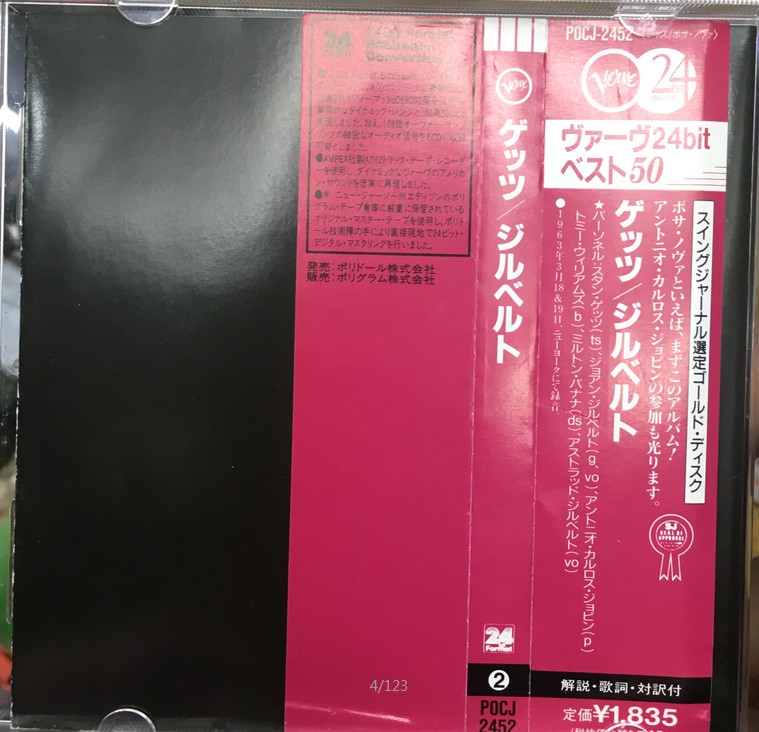 POCJ-2452
Verve
24
bit
ヴァーヴ24bit
ベスト50
スイングジャーナル選定ゴールド・ディスク
ボサ・ノヴァといえば、まずこのアルバム!
アントニオ・カルロス・ジョビンの参加も光ります。
ゲッツ/ジルベルト
★パーソネル:スタン・ゲッツ(ts)、ジョアン・ジルベルト(g、vo)、アントニオ・カルロス・ジョビン(p)
トミー・ウィリアムズ(b)、ミルトン・バナナ(ds)、アストラッド・ジルベルト(vo)
●1963年3月18&19日、ニューヨークにて録音。
SJ
SEAL OF
APPROVAL
解説・歌詞・対訳付
定価¥1,835
Verve
ゲッツ/ジルベルト
24
Format
2
POCJ
2452
24
可能としました。
●AMPEX社製
・テープ・レコーダ
ーを使用し、ダイナミックなヴァーヴのアメリカ
ン・サウンドを忠実に再現しました。
ニュー・ジャージー州エディソンのポリ
グラム・テープ倉庫に厳重に保管されている
オリジナル・マスター・テープを使用し、ポリド
ール技術陣の手により直接現地で24ビット・
デジタル・マスタリングを行いました。
発売:ポリドール株式会社
販売:ポリグラム株式会社
4/123